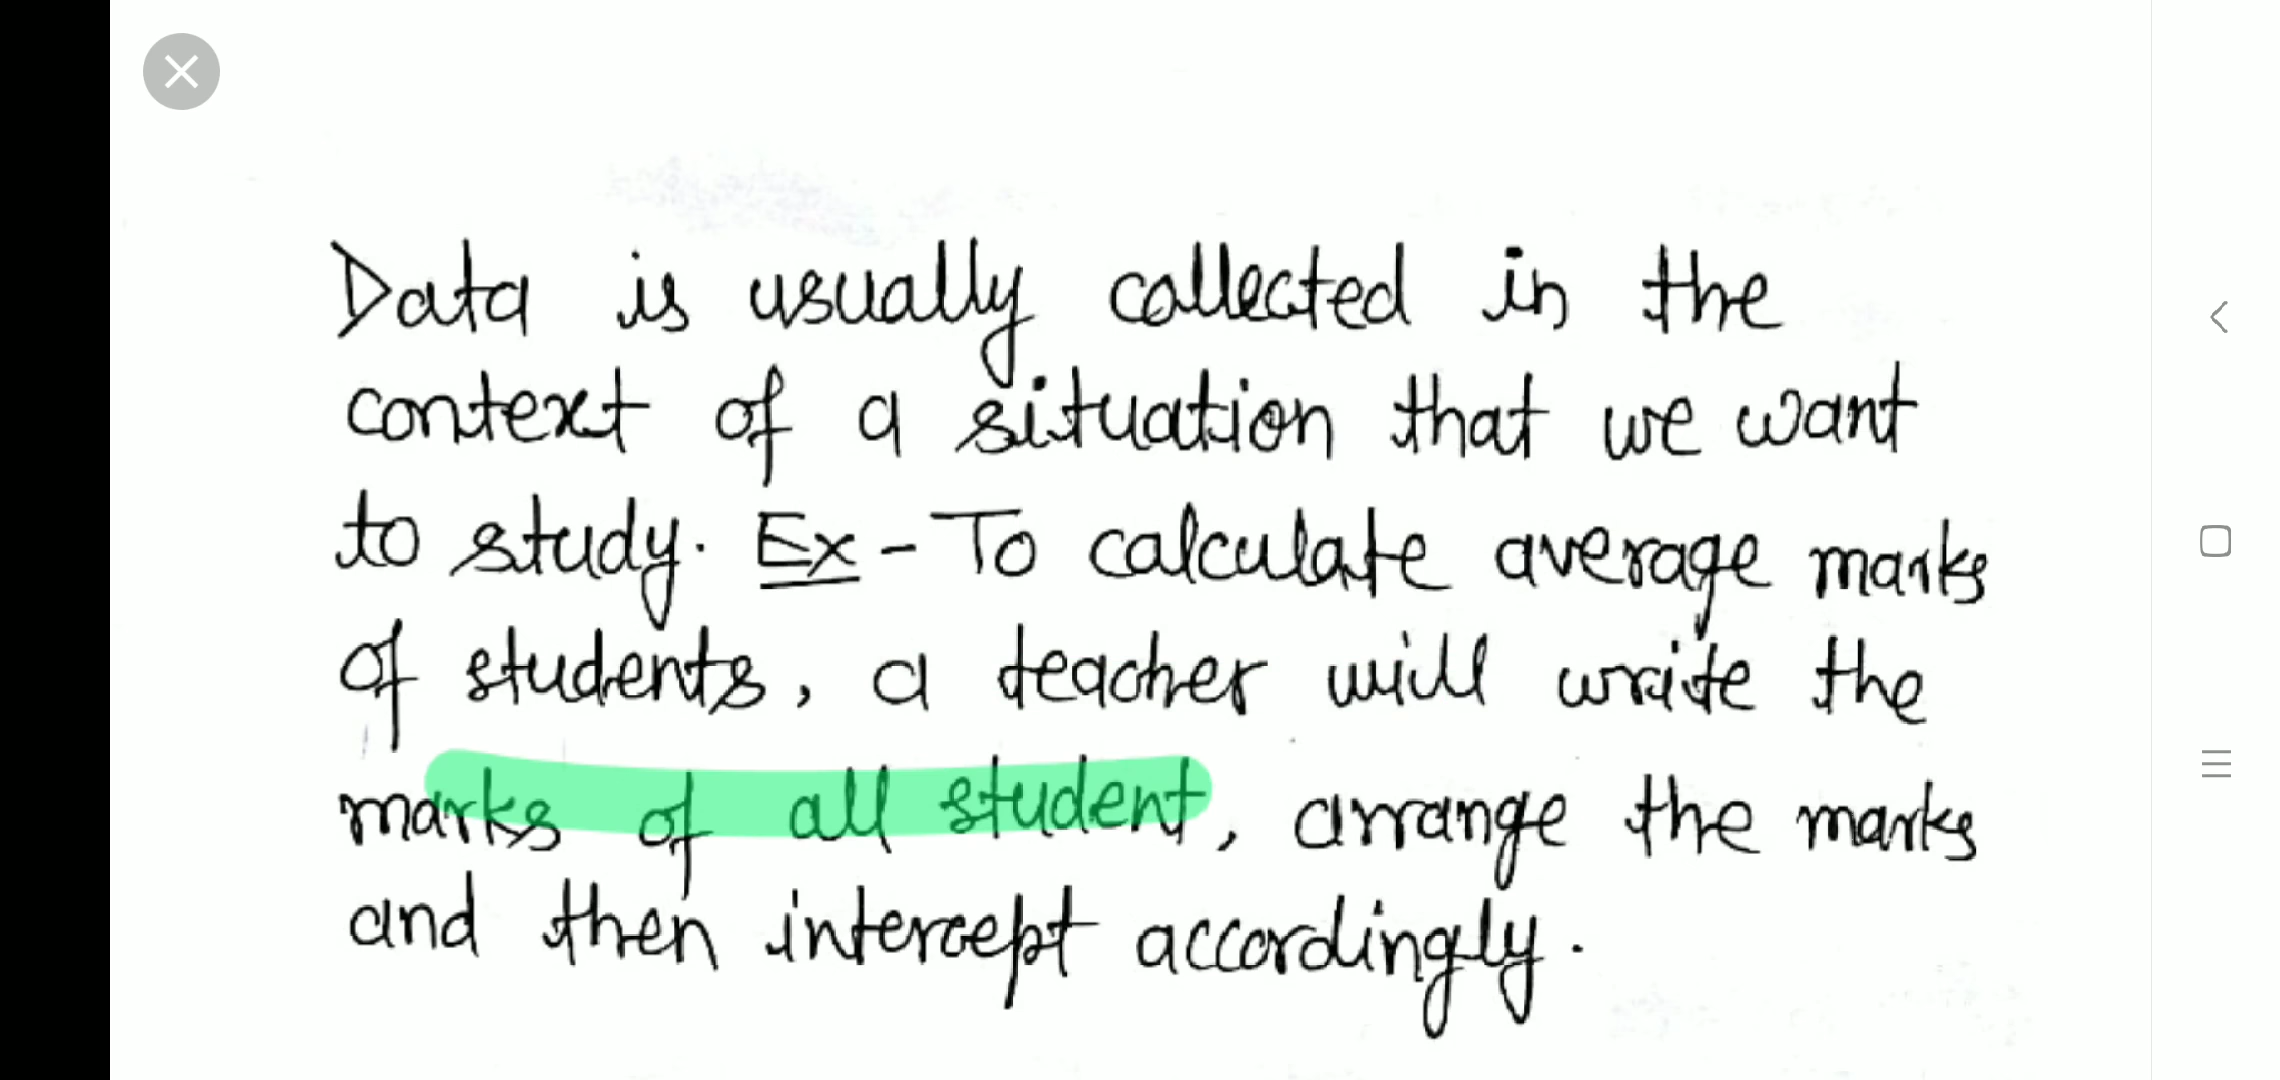 Data is usually collected in the
context of a situation that we want
to study. Ex - To calculate average marks
of students, a teacher will write the
marks of all student, arrange the marks
and then intercept accordingly.